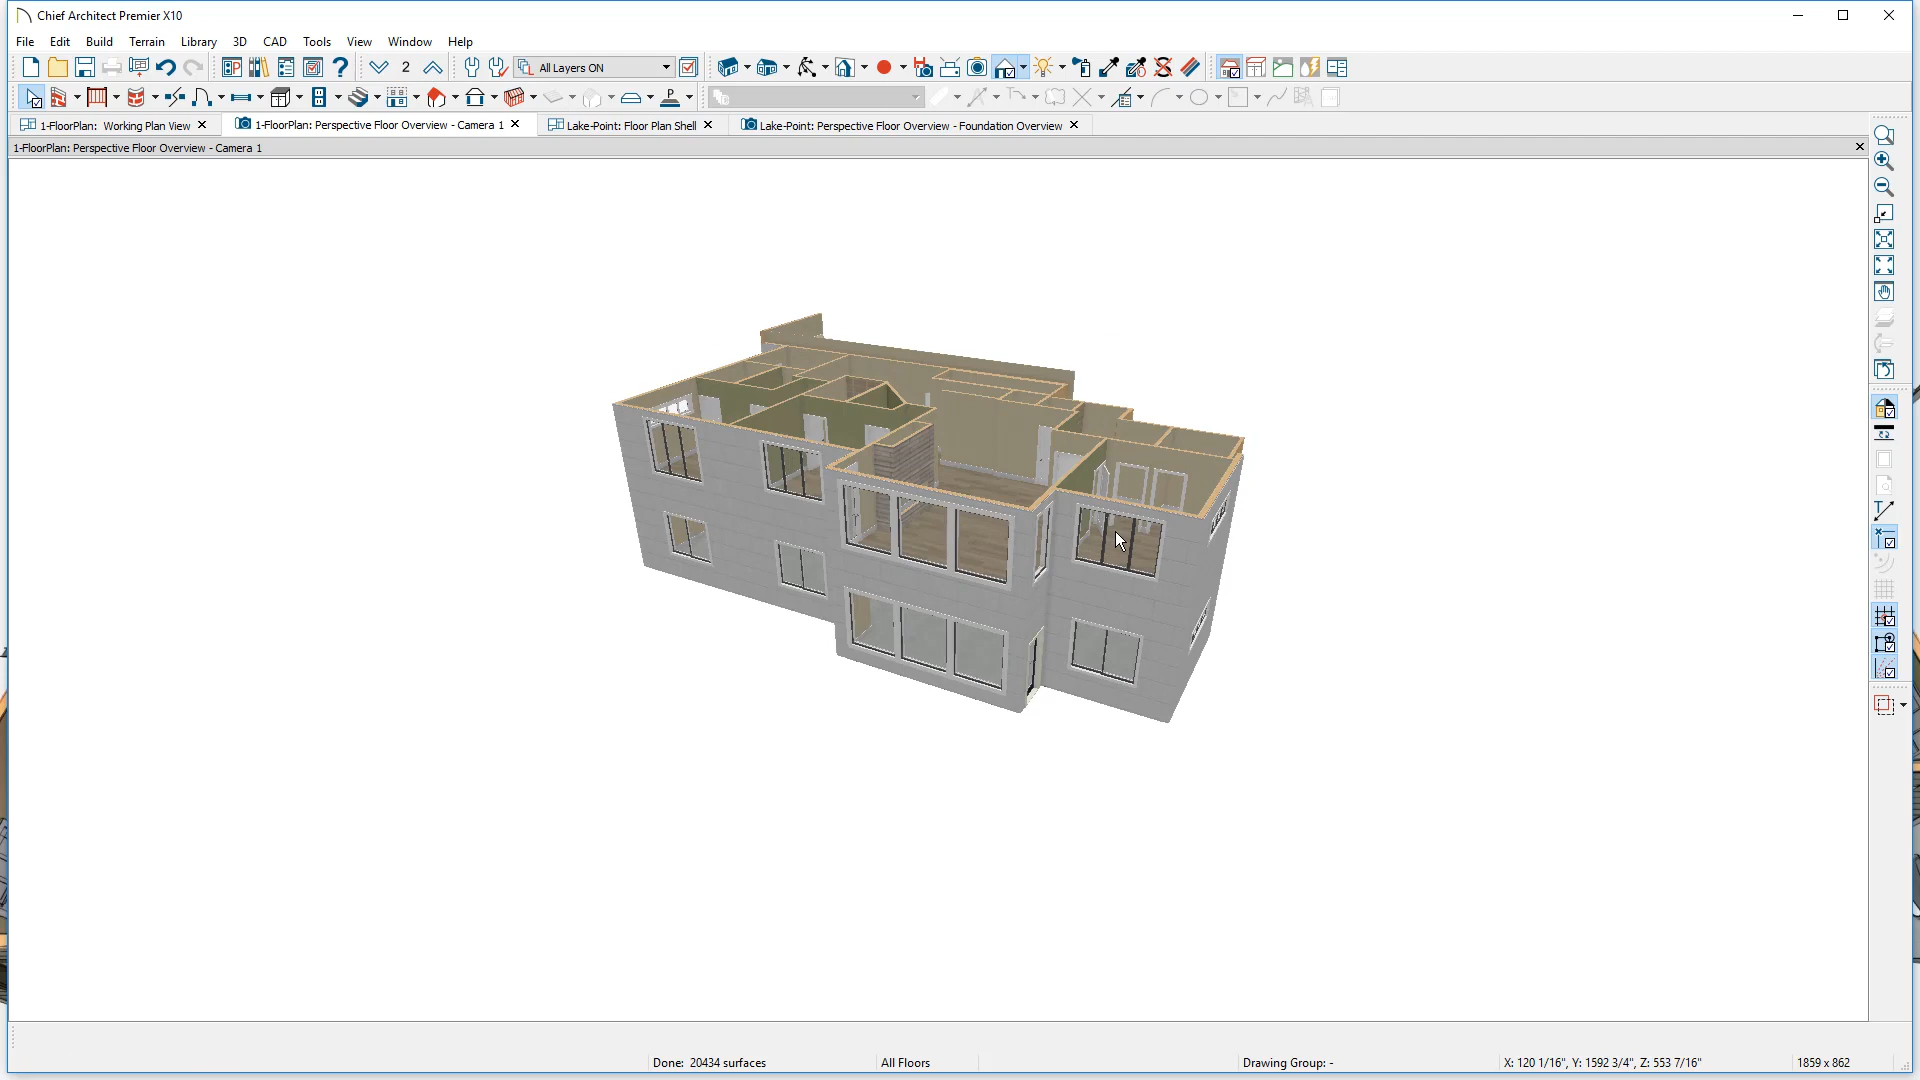 Chief Architect Premier X10
File Edit Build Terrain Library 3D CAD Tools View Window Help
2 All Layers ON
P
1-FloorPlan: Working Plan View 1-FloorPlan: Perspective Floor Overview - Camera 1 Lake-Point: Floor Plan Shell Lake-Point: Perspective Floor Overview - Foundation Overview
1-FloorPlan: Perspective Floor Overview - Camera 1
Done: 20434 surfaces All Floors Drawing Group: - X: 120 1/16", Y: 1592 3/4", Z: 553 7/16" 1859 x 862